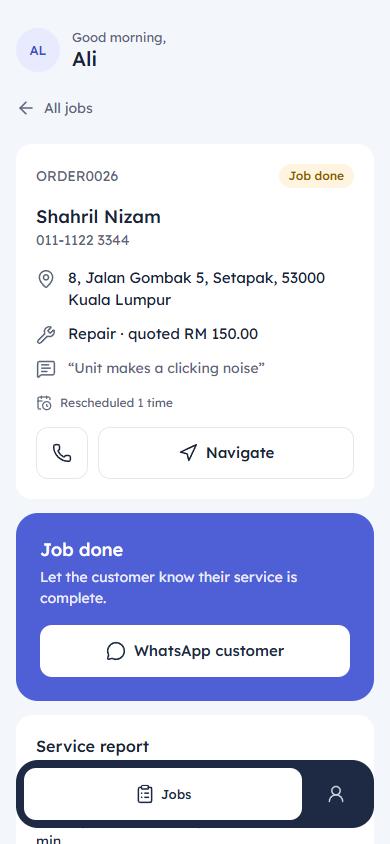 AL
Good morning,
Ali
All jobs
ORDER0026
Job done
Shahril Nizam
011-1122 3344
8, Jalan Gombak 5, Setapak, 53000
Kuala Lumpur
Repair · quoted RM 150.00
“Unit makes a clicking noise”
Rescheduled 1 time
Navigate
Job done
Let the customer know their service is
complete.
WhatsApp customer
Service report
Jobs
min